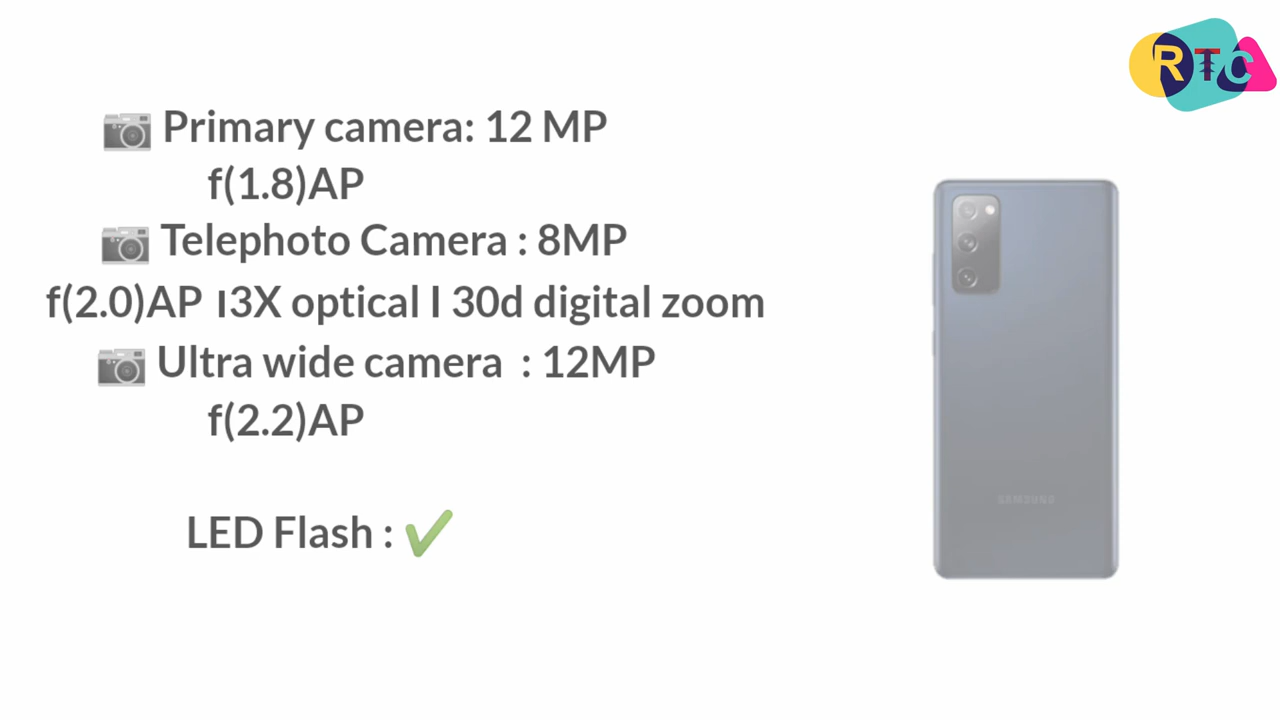 RTC
Primary camera: 12 MP
f(1.8)AP
Telephoto Camera : 8MP
f(2.0)AP ı3X optical I 30d digital zoom
Ultra wide camera : 12MP
f(2.2)AP
LED Flash : ✔
SAMSUNG